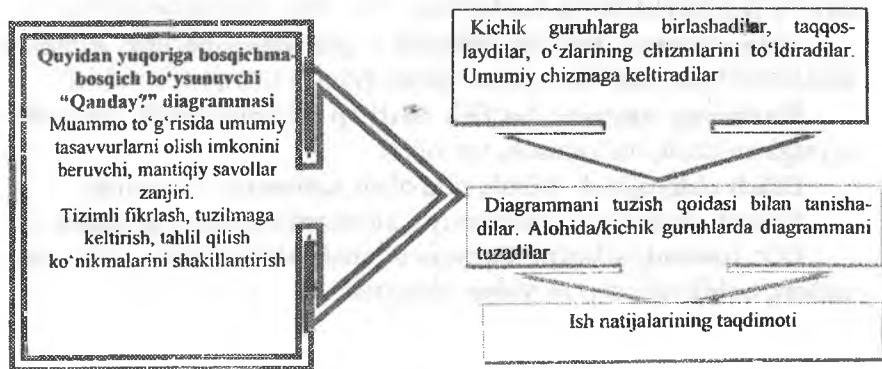 Quyidan yuqoriga bosqichma-
bosqich bo‘ysunuvchi
“Qanday?” diagrammasi
Muammo to‘g‘risida umumiy
tasavvurlarni olish imkonini
beruvchi, mantiqiy savollar
zanjiri.
Tizimli fikrlash, tuzilmaga
keltirish, tahlil qilish
ko‘nikmalarini shakillantirish
Kichik guruhlarga birlashadilar, taqqos-
laydilar, o‘zlarining chizmlarini to‘ldiradilar.
Umumiy chizmaga keltiradilar
Diagrammani tuzish qoidasi bilan tanisha-
dilar. Alohida/kichik guruhlarda diagrammani
tuzadilar
Ish natijalarining taqdimoti